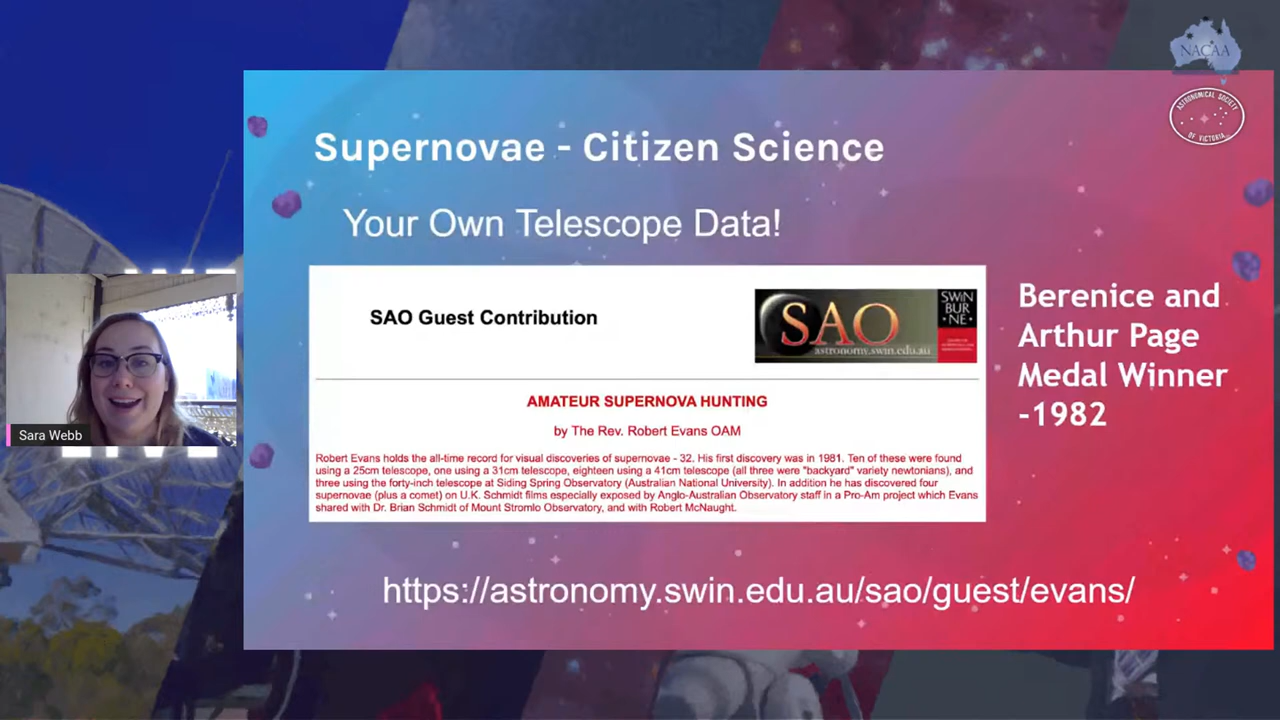 NACAA
ASTRONOMICAL SOCIETY
OF VICTORIA
Supernovae - Citizen Science
Your Own Telescope Data!
SAO Guest Contribution
SAO
astronomy.swin.edu.au
SWIN
BUR
·NE·
AMATEUR SUPERNOVA HUNTING
by The Rev. Robert Evans OAM
Robert Evans holds the all-time record for visual discoveries of supernovae - 32. His first discovery was in 1981. Ten of these were found
using a 25cm telescope, one using a 31cm telescope, eighteen using a 41cm telescope (all three were "backyard" variety newtonians), and
three using the forty-inch telescope at Siding Spring Observatory (Australian National University). In addition he has discovered four
supernovae (plus a comet) on U.K. Schmidt films especially exposed by Anglo-Australian Observatory staff in a Pro-Am project which Evans
shared with Dr. Brian Schmidt of Mount Stromlo Observatory, and with Robert McNaught.
Berenice and
Arthur Page
Medal Winner
-1982
https://astronomy.swin.edu.au/sao/guest/evans/
Sara Webb